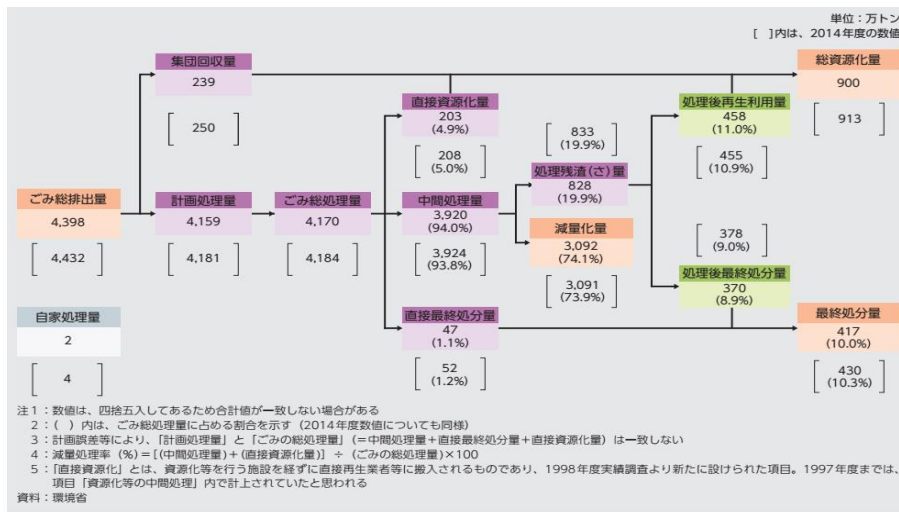 単位：万トン
[　]内は、2014年度の数値
集団回収量
239
250
総資源化量
900
913
直接資源化量
203
(4.9%)
208
(5.0%)
処理後再生利用量
458
(11.0%)
455
(10.9%)
833
(19.9%)
処理残渣（さ）量
828
(19.9%)
ごみ総排出量
4,398
4,432
計画処理量
4,159
4,181
ごみ総処理量
4,170
4,184
中間処理量
3,920
(94.0%)
3,924
(93.8%)
減量化量
3,092
(74.1%)
3,091
(73.9%)
378
(9.0%)
処理後最終処分量
370
(8.9%)
自家処理量
2
4
直接最終処分量
47
(1.1%)
52
(1.2%)
最終処分量
417
(10.0%)
430
(10.3%)
注1：数値は、四捨五入してあるため合計値が一致しない場合がある
2：（　）内は、ごみ総処理量に占める割合を示す（2014年度数値についても同様）
3：計画誤差等により、「計画処理量」と「ごみの総処理量」（＝中間処理量＋直接最終処分量＋直接資源化量）は一致しない
4：減量処理率（%）＝[（中間処理量）＋（直接資源化量）] ÷（ごみの総処理量）×100
5：「直接資源化」とは、資源化等を行う施設を経ずに直接再生業者等に搬入されるものであり、1998年度実績調査より新たに設けられた項目。1997年度までは、
項目「資源化等の中間処理」内で計上されていたと思われる
資料：環境省